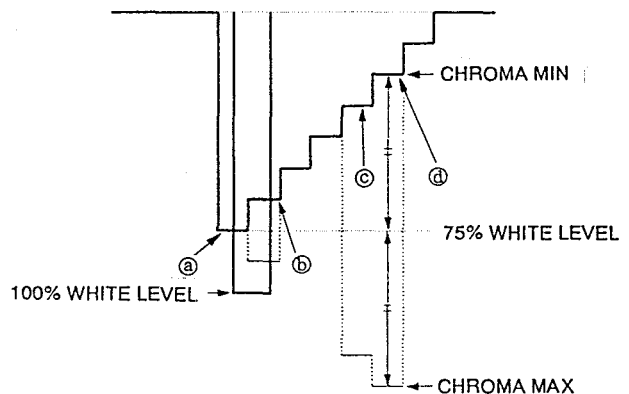 CHROMA MIN
ⓒ
ⓓ
75% WHITE LEVEL
ⓐ
ⓑ
100% WHITE LEVEL
CHROMA MAX